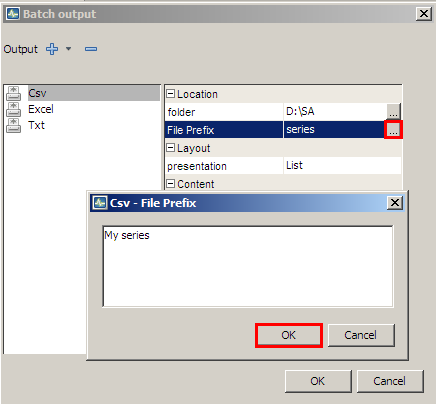 Batch output
Output
Csv
Excel
Txt
Location
folder D:\SA ...
File Prefix series ...
Layout
presentation List
Content
Csv - File Prefix
My series
OK Cancel
OK Cancel